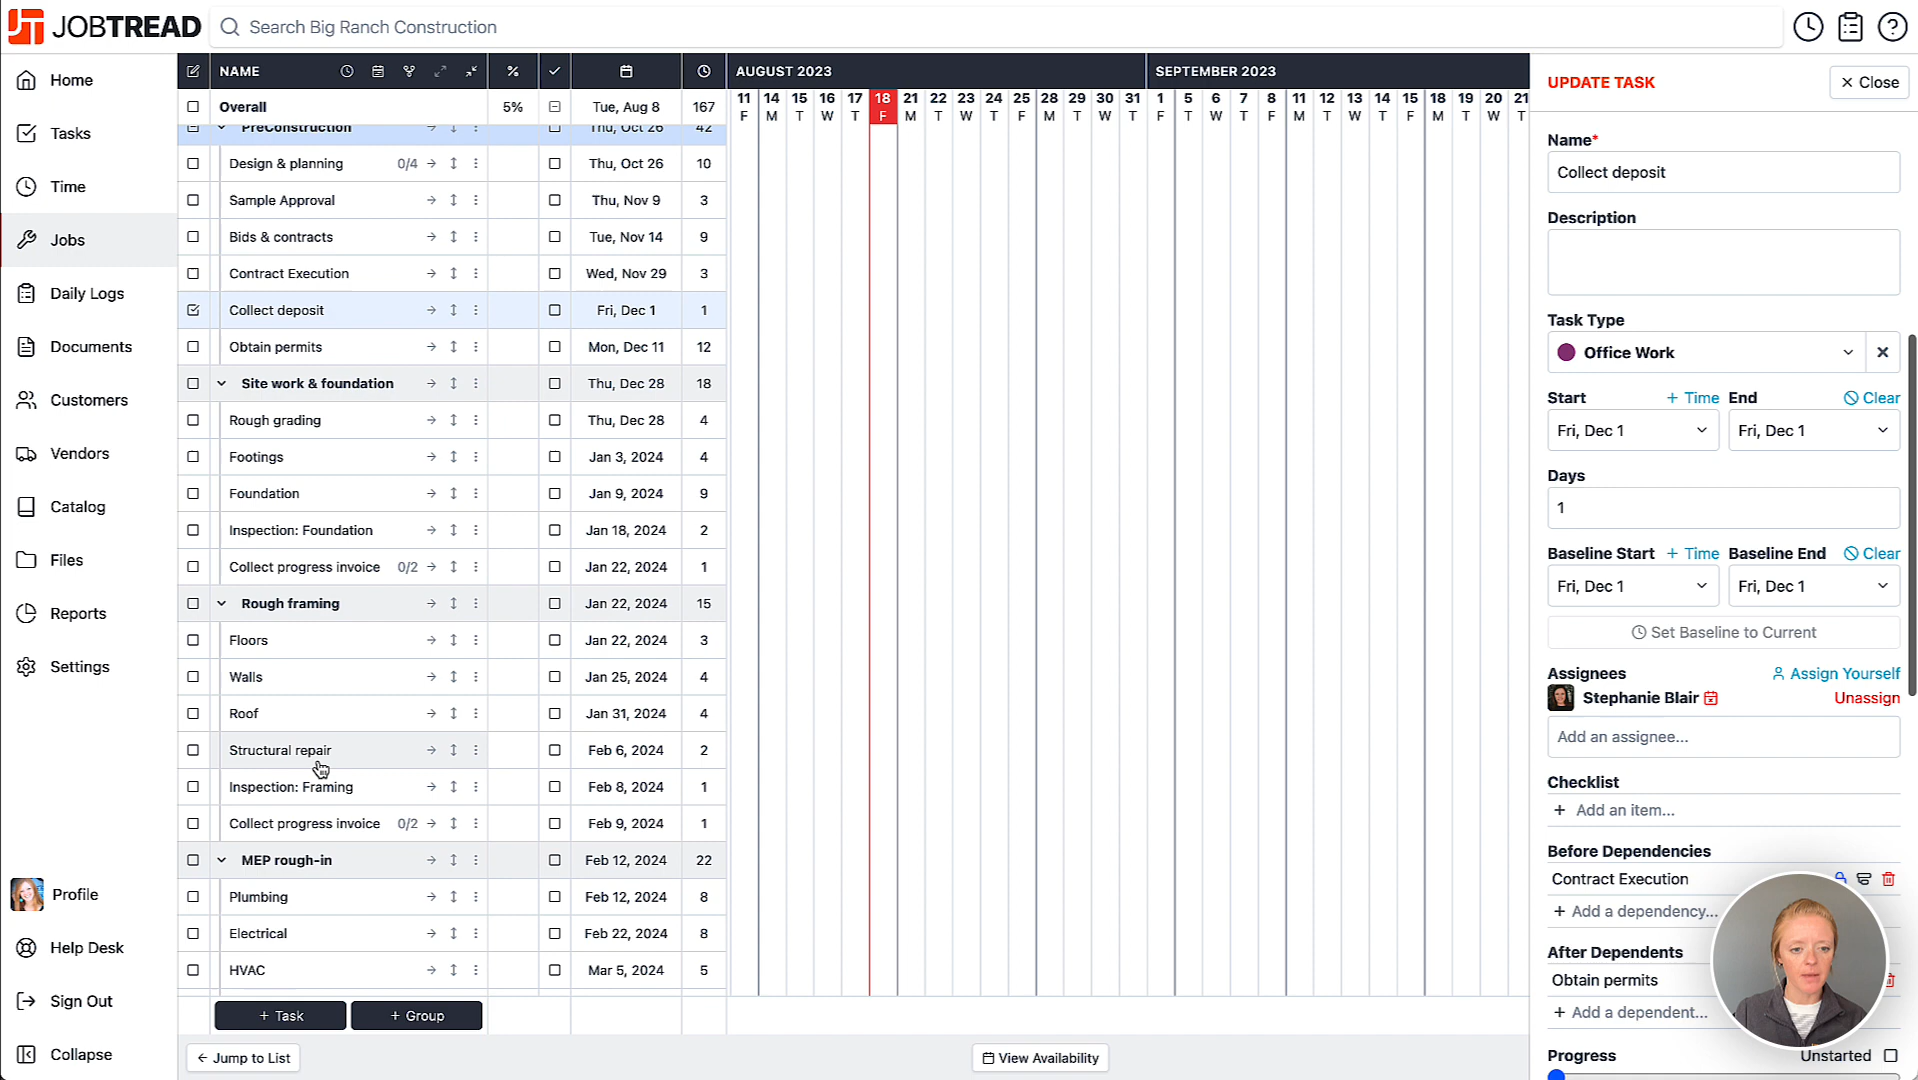 JOBTREAD
Search Big Ranch Construction
Home
Tasks
Time
Jobs
Daily Logs
Documents
Customers
Vendors
Catalog
Files
Reports
Settings
Profile
Help Desk
Sign Out
Collapse
NAME %
Overall 5% Tue, Aug 8 167
PreConstruction Thu, Oct 26 42
Design & planning 0/4 Thu, Oct 26 10
Sample Approval Thu, Nov 9 3
Bids & contracts Tue, Nov 14 9
Contract Execution Wed, Nov 29 3
Collect deposit Fri, Dec 1 1
Obtain permits Mon, Dec 11 12
Site work & foundation Thu, Dec 28 18
Rough grading Thu, Dec 28 4
Footings Jan 3, 2024 4
Foundation Jan 9, 2024 9
Inspection: Foundation Jan 18, 2024 2
Collect progress invoice 0/2 Jan 22, 2024 1
Rough framing Jan 22, 2024 15
Floors Jan 22, 2024 3
Walls Jan 25, 2024 4
Roof Jan 31, 2024 4
Structural repair Feb 6, 2024 2
Inspection: Framing Feb 8, 2024 1
Collect progress invoice 0/2 Feb 9, 2024 1
MEP rough-in Feb 12, 2024 22
Plumbing Feb 12, 2024 8
Electrical Feb 22, 2024 8
HVAC Mar 5, 2024 5
+ Task + Group
Jump to List
View Availability
AUGUST 2023 SEPTEMBER 2023
11 14 15 16 17 18 21 22 23 24 25 28 29 30 31 1 5 6 7 8 11 12 13 14 15 18 19 20 21
F M T W T F M T W T F M T W T F T W T F M T W T F M T W T
UPDATE TASK
Close
Name*
Collect deposit
Description
Task Type
Office Work
Start + Time End Clear
Fri, Dec 1 Fri, Dec 1
Days
1
Baseline Start + Time Baseline End Clear
Fri, Dec 1 Fri, Dec 1
Set Baseline to Current
Assignees Assign Yourself
Stephanie Blair Unassign
Add an assignee...
Checklist
+ Add an item...
Before Dependencies
Contract Execution
+ Add a dependency...
After Dependents
Obtain permits
+ Add a dependent...
Progress Unstarted